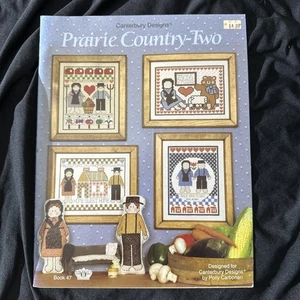 Canterbury Designs®
Prairie Country-Two
Book 47
Designed for
Canterbury Designs®
by Polly Carbonari